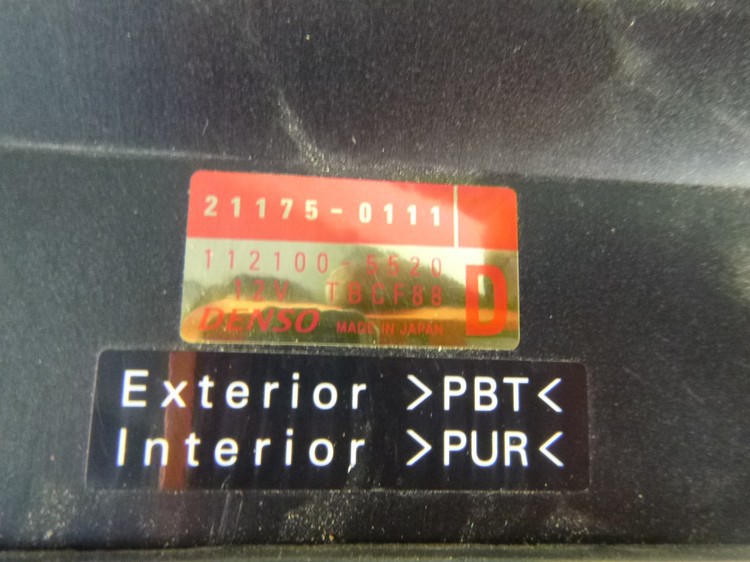 21175-0111
112100-5520
12V TBCF88
D
DENSO MADE IN JAPAN
Exterior >PBT<
Interior >PUR<